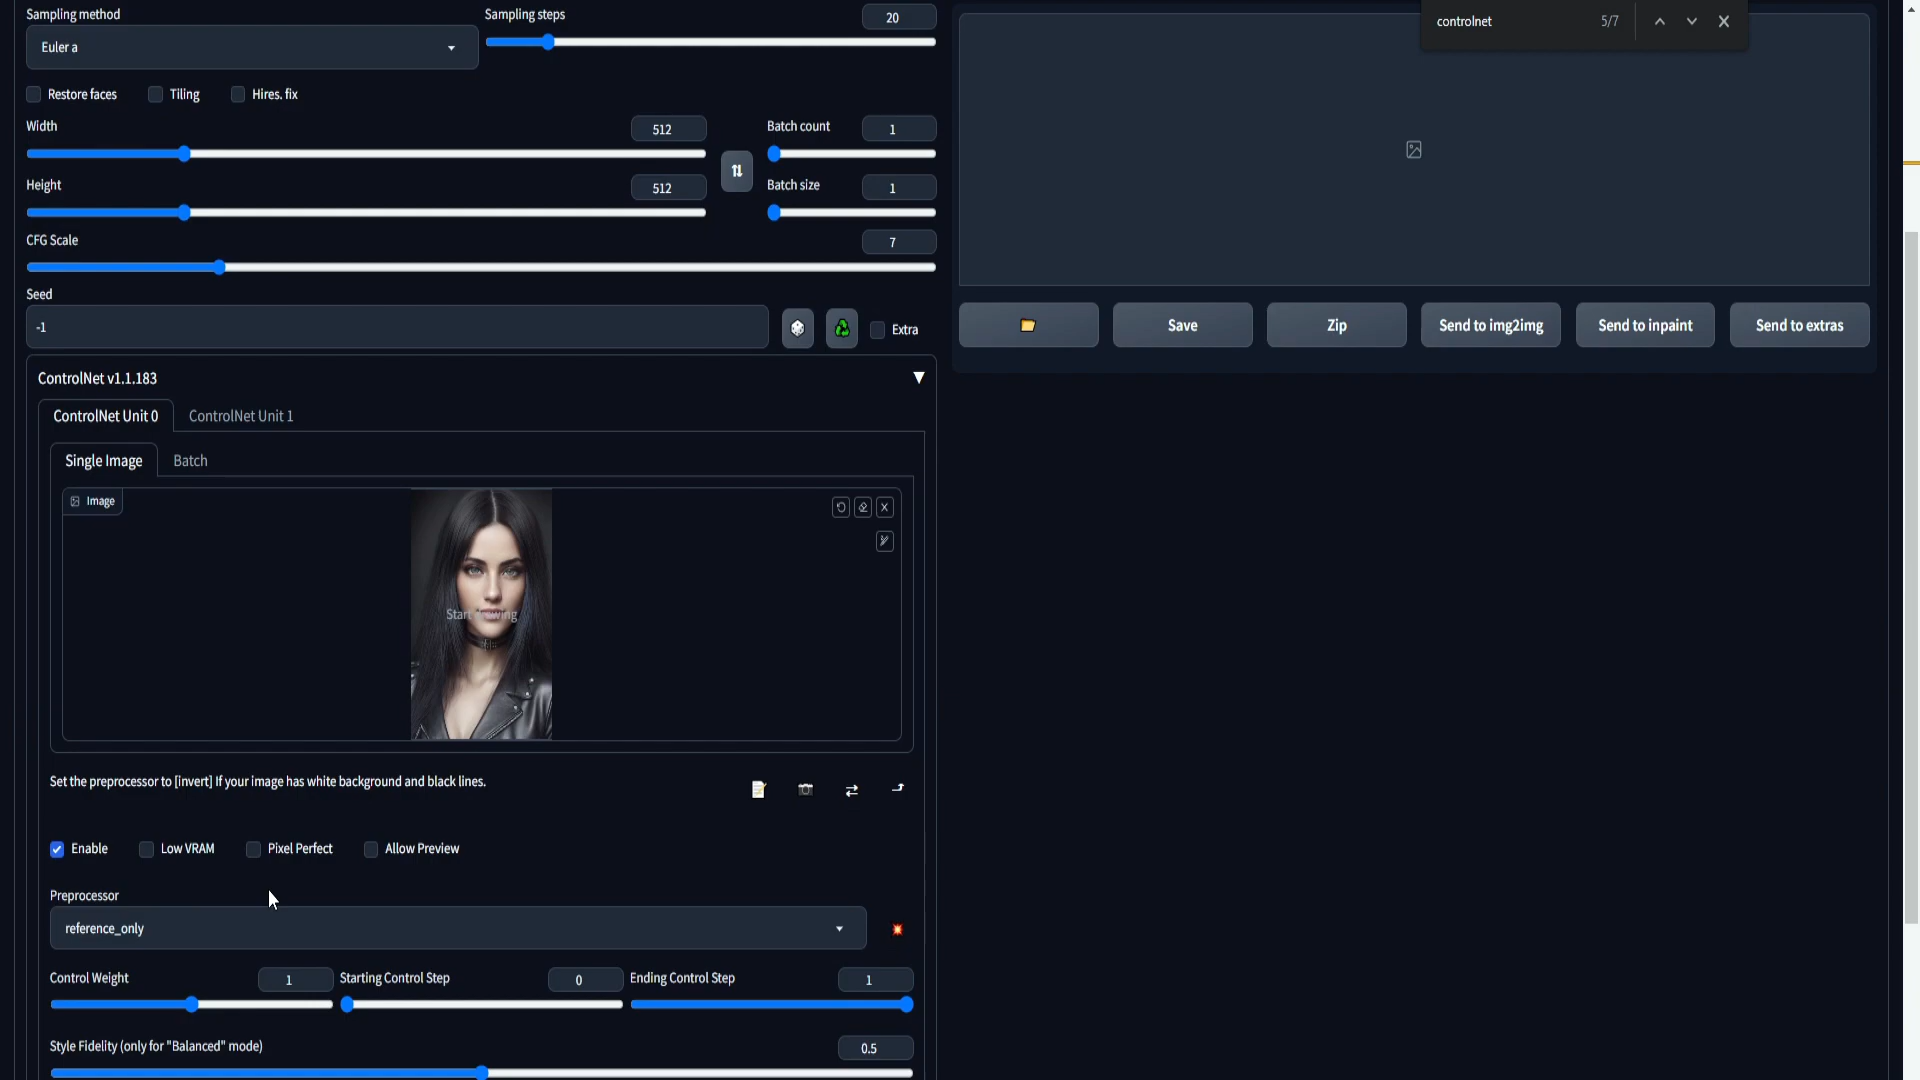 Sampling method
Sampling steps
20
controlnet
5/7
Euler a
Restore faces
Tiling
Hires. fix
Width
512
Batch count
1
Height
512
Batch size
1
CFG Scale
7
Seed
-1
Extra
Save
Zip
Send to img2img
Send to inpaint
Send to extras
ControlNet v1.1.183
ControlNet Unit 0
ControlNet Unit 1
Single Image
Batch
Image
Start drawing
Set the preprocessor to [invert] If your image has white background and black lines.
Enable
Low VRAM
Pixel Perfect
Allow Preview
Preprocessor
reference_only
Control Weight
1
Starting Control Step
0
Ending Control Step
1
Style Fidelity (only for "Balanced" mode)
0.5